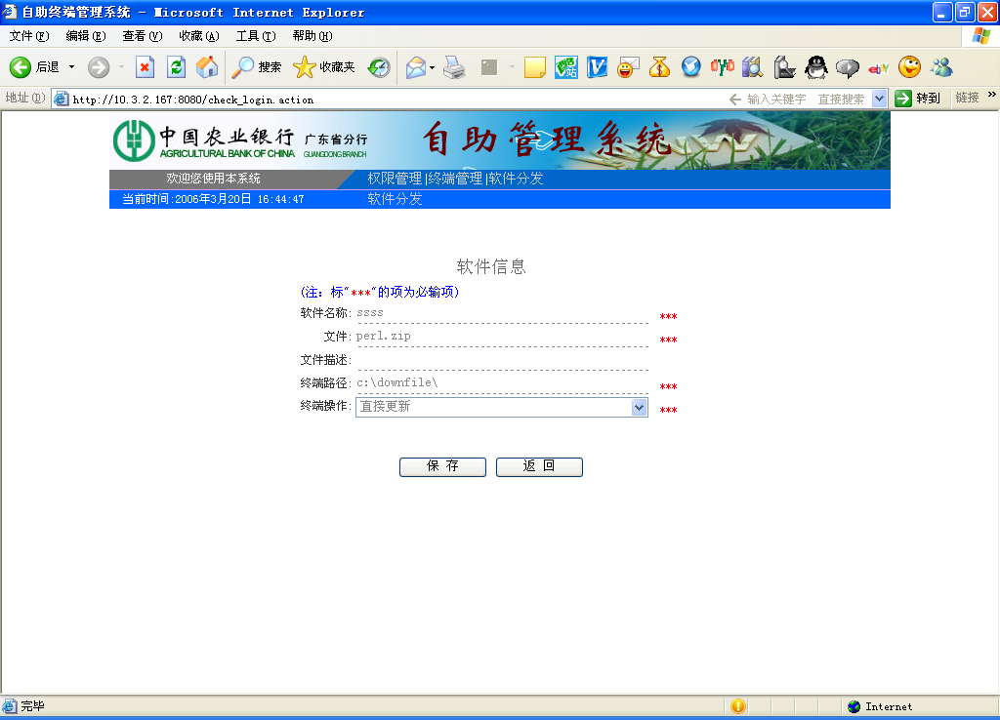 自助终端管理系统 - Microsoft Internet Explorer
文件(F) 编辑(E) 查看(V) 收藏(A) 工具(T) 帮助(H)
后退 搜索 收藏夹
地址(D) http://10.3.2.167:8080/check_login.action 输入关键字 直接搜索 转到 链接 »
中国农业银行 广东省分行 自助管理系统
AGRICULTURAL BANK OF CHINA GUANGDONG BRANCH
欢迎您使用本系统 权限管理|终端管理|软件分发
当前时间:2006年3月20日 16:44:47 软件分发
软件信息
(注: 标"***"的项为必输项)
软件名称: ssss ***
文件: perl.zip ***
文件描述:
终端路径: c:\downfile\ ***
终端操作: 直接更新 ***
保 存 返 回
完毕 Internet